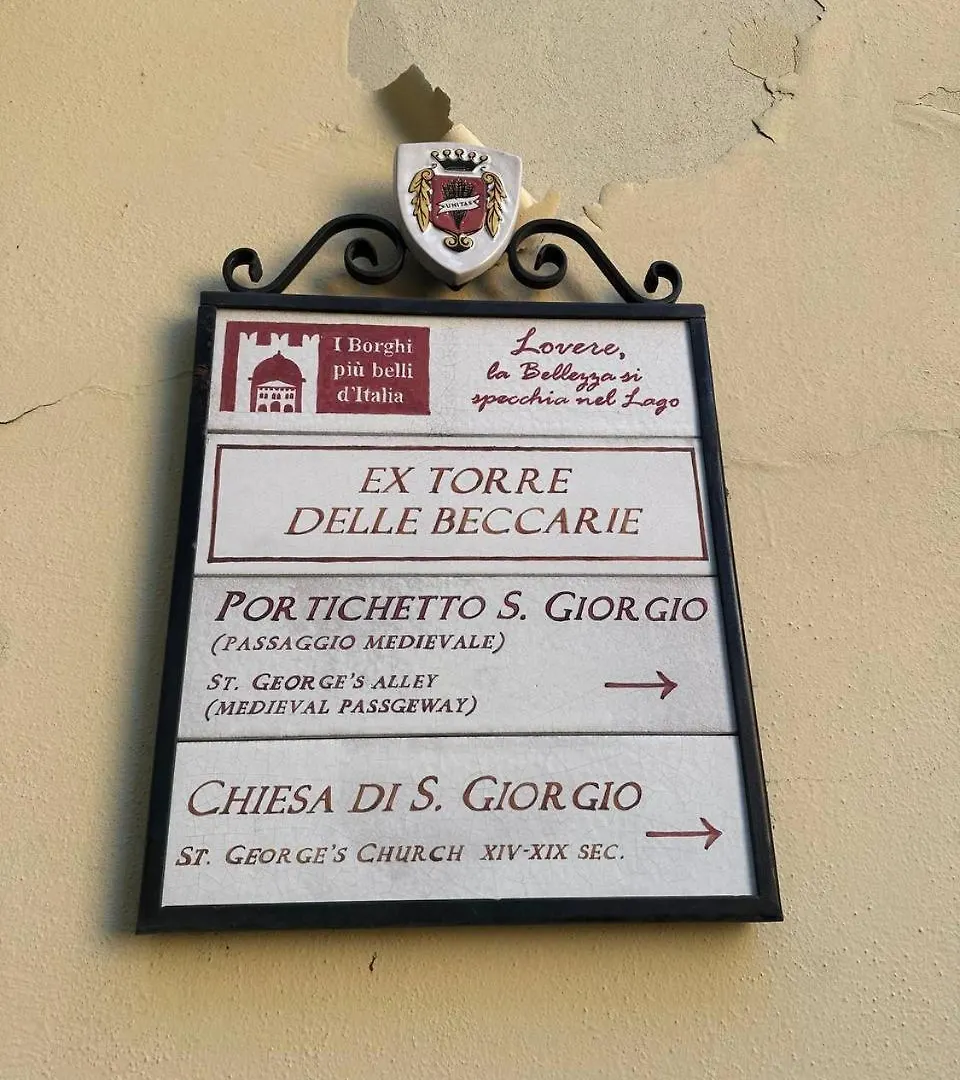 UNITAS
I Borghi
più belli
d'Italia
Lovere,
la Bellezza si
specchia nel Lago
EX TORRE
DELLE BECCARIE
PORTICHETTO S. GIORGIO
(PASSAGGIO MEDIEVALE)
ST. GEORGE'S ALLEY
(MEDIEVAL PASSGEWAY)
CHIESA DI S. GIORGIO
ST. GEORGE'S CHURCH XIV-XIX SEC.